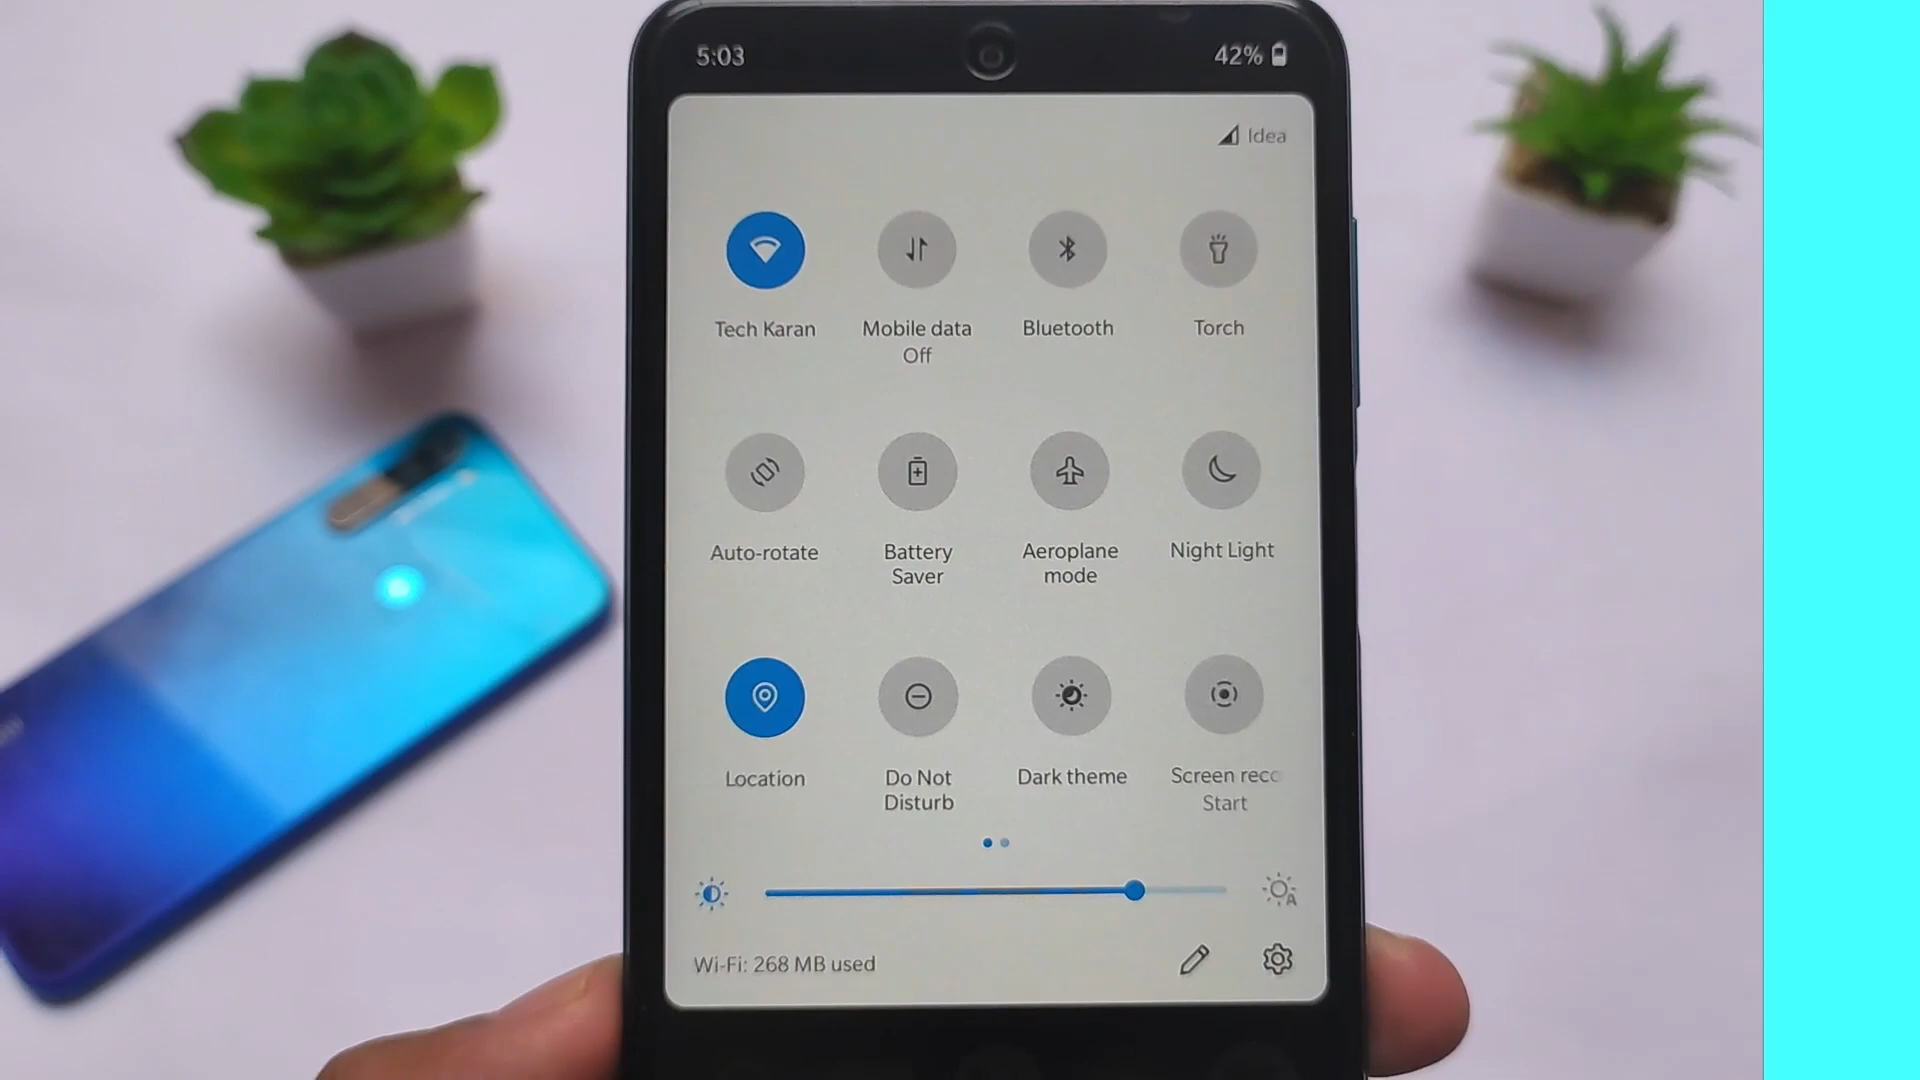 5:03
42%
Idea
Tech Karan
Mobile data
Off
Bluetooth
Torch
Auto-rotate
Battery
Saver
Aeroplane
mode
Night Light
Location
Do Not
Disturb
Dark theme
Screen reco
Start
A
Wi-Fi: 268 MB used